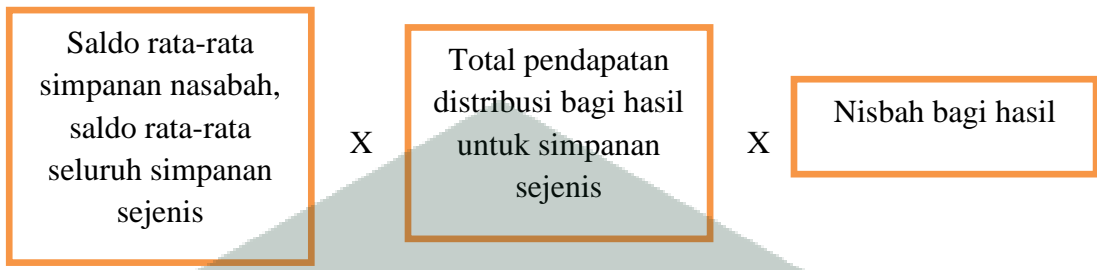 Saldo rata-rata
simpanan nasabah,
saldo rata-rata
seluruh simpanan
sejenis
X
Total pendapatan
distribusi bagi hasil
untuk simpanan
sejenis
X
Nisbah bagi hasil